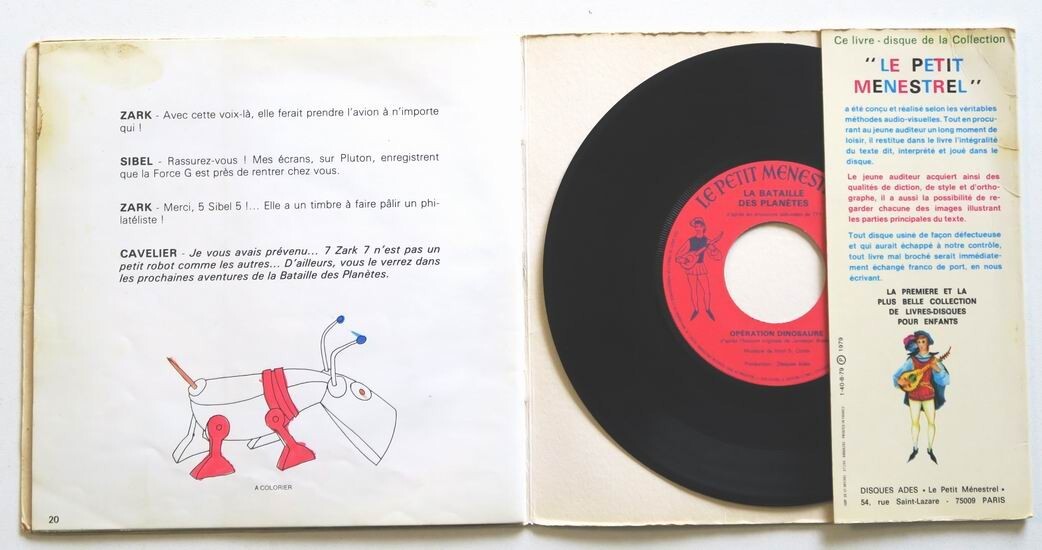 ZARK - Avec cette voix-là, elle ferait prendre l'avion à n'importe
qui !
SIBEL - Rassurez-vous ! Mes écrans, sur Pluton, enregistrent
que la Force G est près de rentrer chez vous.
ZARK - Merci, 5 Sibel 5 !... Elle a un timbre à faire pâlir un phi-
latéliste !
CAVELIER - Je vous avais prévenu... 7 Zark 7 n'est pas un
petit robot comme les autres... D'ailleurs, vous le verrez dans
les prochaines aventures de la Bataille des Planètes.
A COLORIER
20
LE PETIT MENEST
LA BATAILLE
DES PLANÈTES
OPÉRATION DINOSAURE
Ce livre - disque de la Collection
"LE PETIT
MENESTREL"
a été conçu et réalisé selon les véritables
méthodes audio-visuelles. Tout en procu-
rant au jeune auditeur un long moment de
loisir, il restitue dans le livre l'intégralité
du texte dit, interprété et joué dans le
disque.
Le jeune auditeur acquiert ainsi des
qualités de diction, de style et d'ortho-
graphe, il a aussi la possibilité de re-
garder chacune des images illustrant
les parties principales du texte.
Tout disque usiné de façon défectueuse
et qui aurait échappé à notre contrôle,
tout livre mal broché serait immédiate-
ment échangé franco de port, en nous
écrivant.
LA PREMIERE ET LA
PLUS BELLE COLLECTION
DE LIVRES-DISQUES
POUR ENFANTS
1-40-8-79 Ⓟ 1979
DISQUES ADES • Le Petit Ménestrel •
54, rue Saint-Lazare - 75009 PARIS